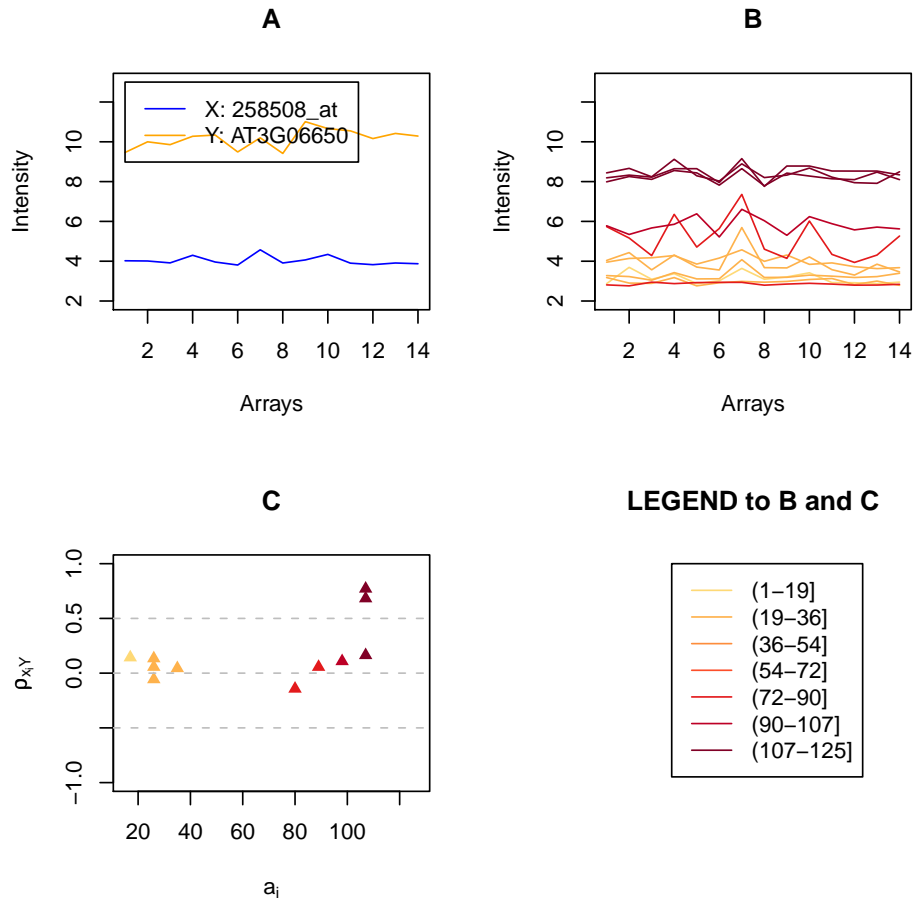 A
B
Intensity
2 4 6 8 10
X: 258508_at
Y: AT3G06650
2 4 6 8 10 12 14
Arrays
Intensity
2 4 6 8 10
2 4 6 8 10 12 14
Arrays
C
ρXiY
−1.0 0.0 0.5 1.0
20 40 60 80 100
ai
LEGEND to B and C
(1−19]
(19−36]
(36−54]
(54−72]
(72−90]
(90−107]
(107−125]